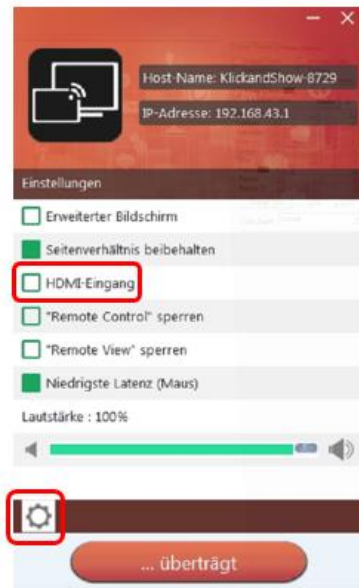 Host-Name: KlickandShow-8729
IP-Adresse: 192.168.43.1
Einstellungen
Erweiterter Bildschirm
Seitenverhältnis beibehalten
HDMI-Eingang
"Remote Control" sperren
"Remote View" sperren
Niedrigste Latenz (Maus)
Lautstärke : 100%
... überträgt